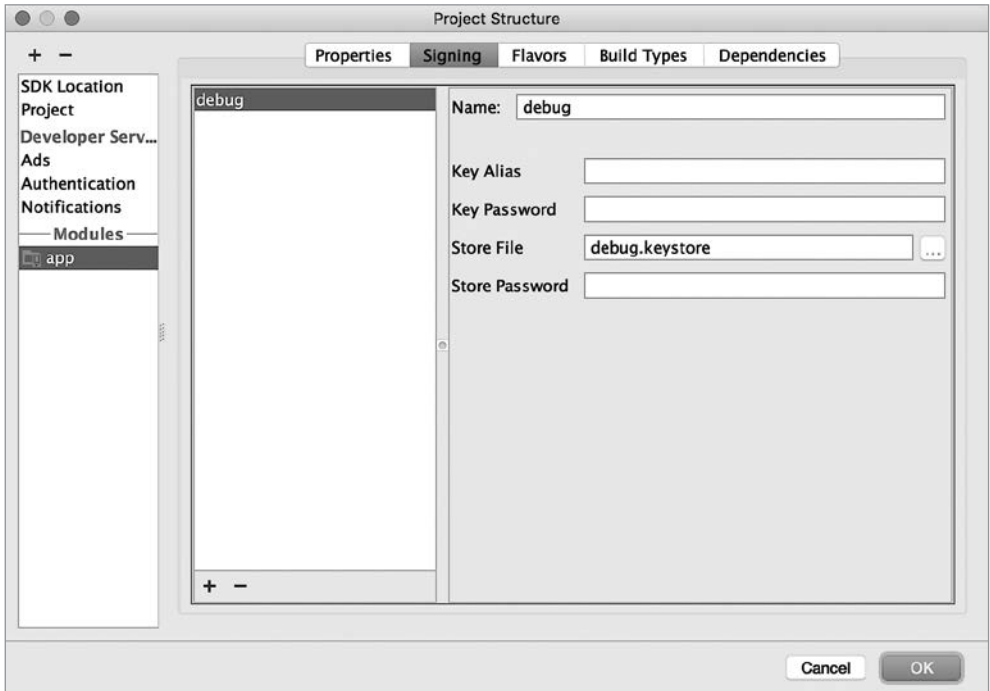 Project Structure
+ −
SDK Location
Project
Developer Serv...
Ads
Authentication
Notifications
Modules
app
Properties Signing Flavors Build Types Dependencies
debug
+ −
Name: debug
Key Alias
Key Password
Store File debug.keystore ...
Store Password
Cancel OK